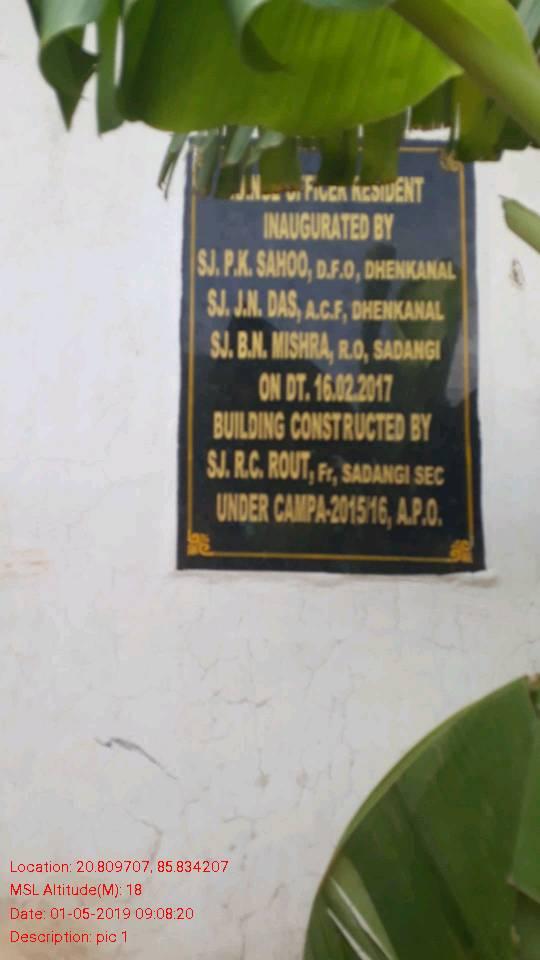 OFFICER RESIDENT
INAUGURATED BY
SJ. P.K. SAHOO, D.F.O, DHENKANAL
SJ. J.N. DAS, A.C.F, DHENKANAL
SJ. B.N. MISHRA, R.O, SADANGI
ON DT. 16.02.2017
BUILDING CONSTRUCTED BY
SJ. R.C. ROUT, Fr, SADANGI SEC
UNDER CAMPA-2015/16, A.P.O.
Location: 20.809707, 85.834207
MSL Altitude(M): 18
Date: 01-05-2019 09:08:20
Description: pic 1